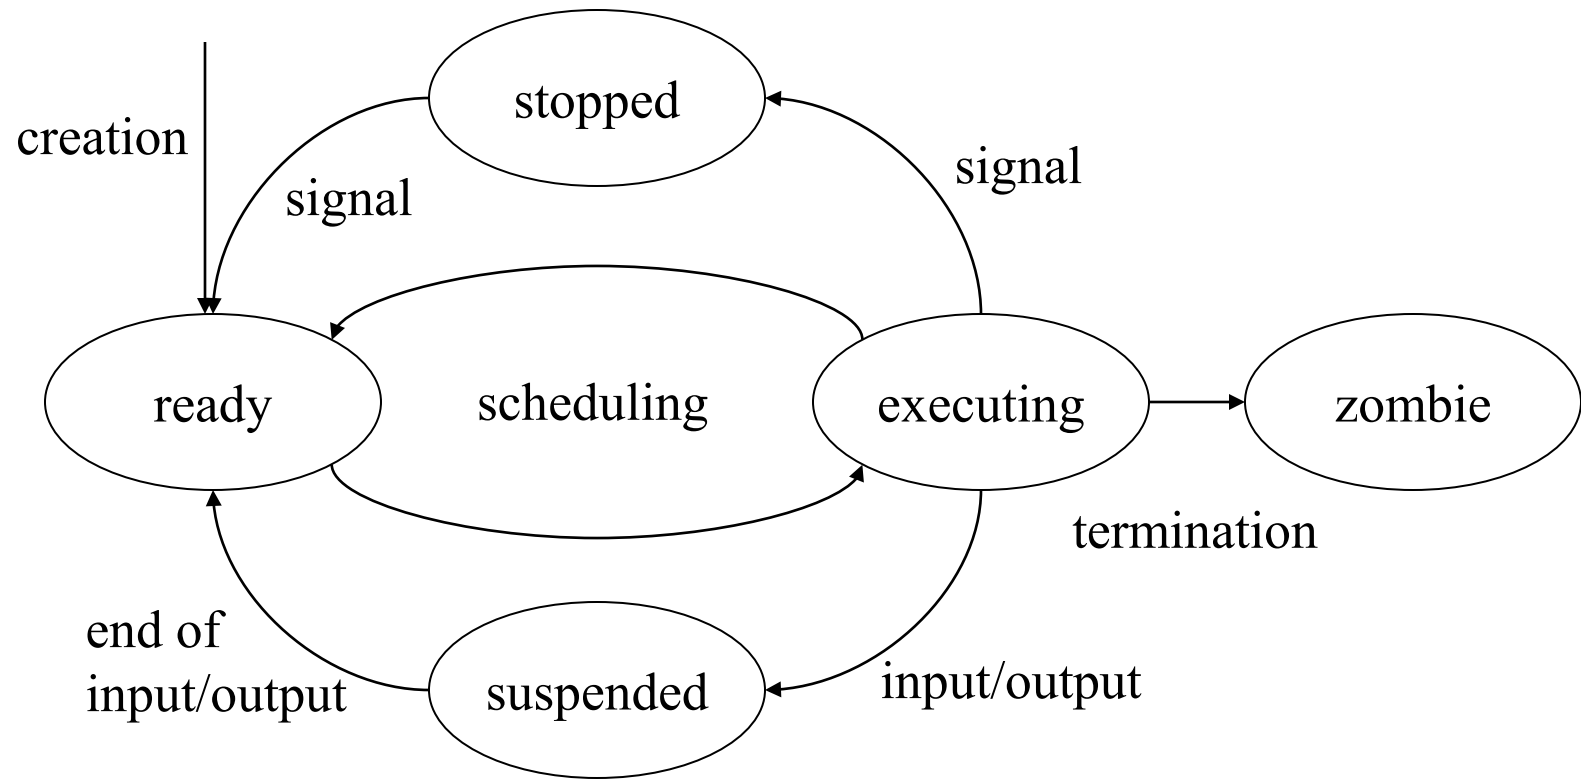 stopped
creation
signal
signal
ready
scheduling
executing
zombie
termination
end of
input/output
suspended
input/output